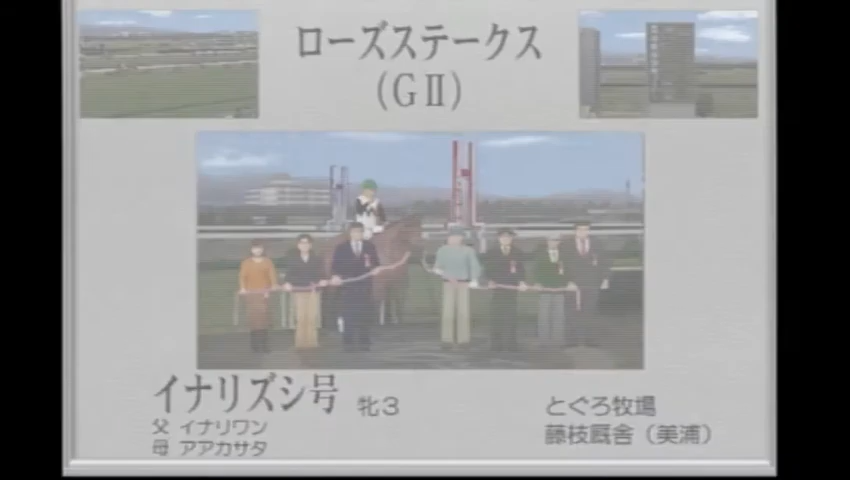 ローズステークス
(GⅡ)
イナリズシ号 牝3
父 イナリワン
母 アアカサタ
とぐろ牧場
藤枝厩舎（美浦）